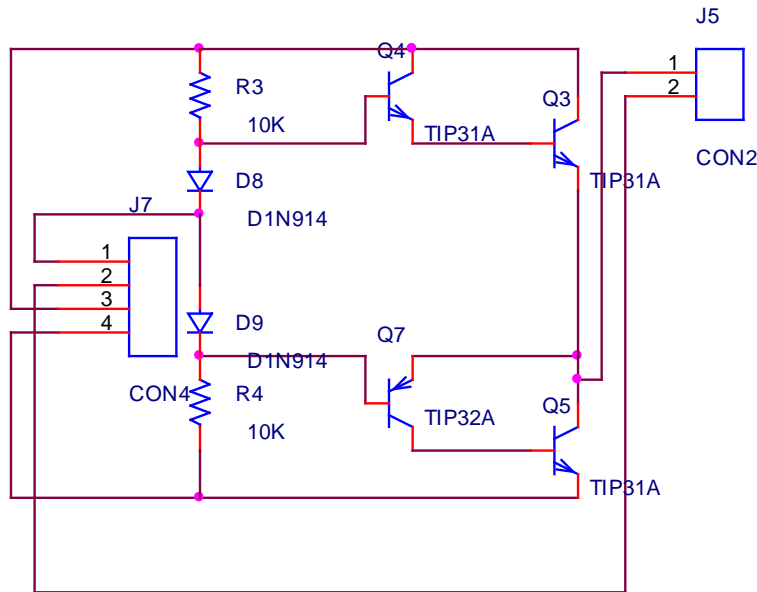 J5
Q4
1
R3
2
Q3
10K
TIP31A
CON2
D8
TIP31A
J7
D1N914
1
2
3
4
D9
Q7
D1N914
CON4
R4
Q5
TIP32A
10K
TIP31A